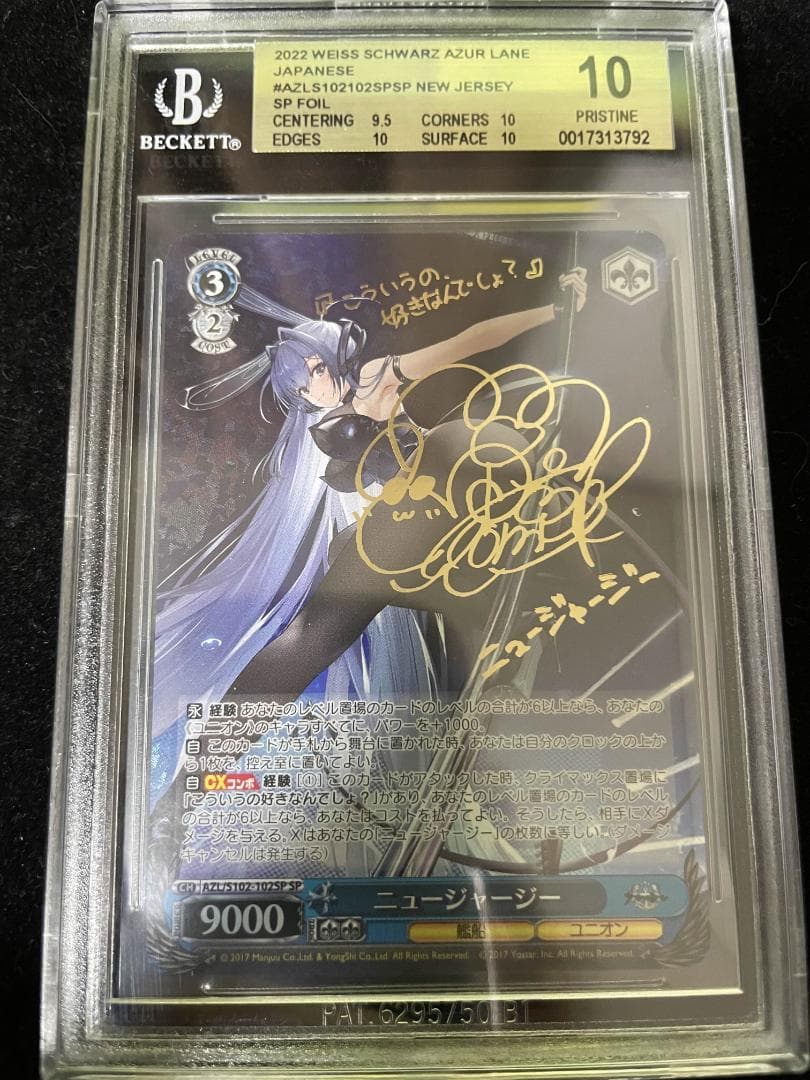 2022 WEISS SCHWARZ AZUR LANE
JAPANESE
#AZLS102102SPSP NEW JERSEY
SP FOIL
CENTERING 9.5 CORNERS 10
EDGES 10 SURFACE 10
10
PRISTINE
0017313792
B
BECKETT®
LEVEL
3
2
COST
『こういうの、
好きなんでしょ？』
ニュージャージー
永 経験 あなたのレベル置場のカードのレベルの合計が6以上なら、あなたの
《ユニオン》のキャラすべてに、パワーを+1000。
自 このカードが手札から舞台に置かれた時、あなたは自分のクロックの上か
ら1枚を、控え室に置いてよい。
自 CXコンボ 経験 [①] このカードがアタックした時、クライマックス置場に
「こういうの好きなんでしょ？」があり、あなたのレベル置場のカードのレベル
の合計が6以上なら、あなたはコストを払ってよい。そうしたら、相手にXダ
メージを与える。Xはあなたの「ニュージャージー」の枚数に等しい。(ダメージ
キャンセルは発生する)
CH AZL/S102-102SP SP
9000
ニュージャージー
艦船 ユニオン
© 2017 Manjuu Co.,Ltd. & YongShi Co.,Ltd. All Rights Reserved. © 2017 Yostar, Inc. All Rights Reserved.
PAT.6295750 B1